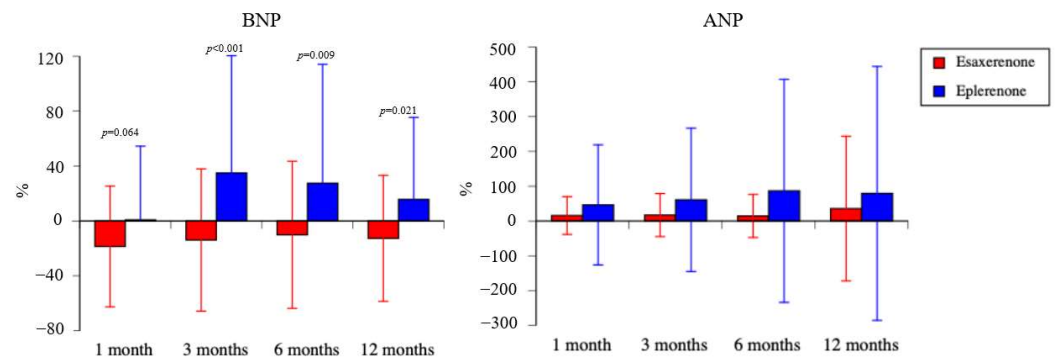 BNP
120
80
40
0
−40
−80
%
p=0.064
p<0.001
p=0.009
p=0.021
1 month 3 months 6 months 12 months
ANP
500
400
300
200
100
0
−100
−200
−300
%
1 month 3 months 6 months 12 months
Esaxerenone
Eplerenone